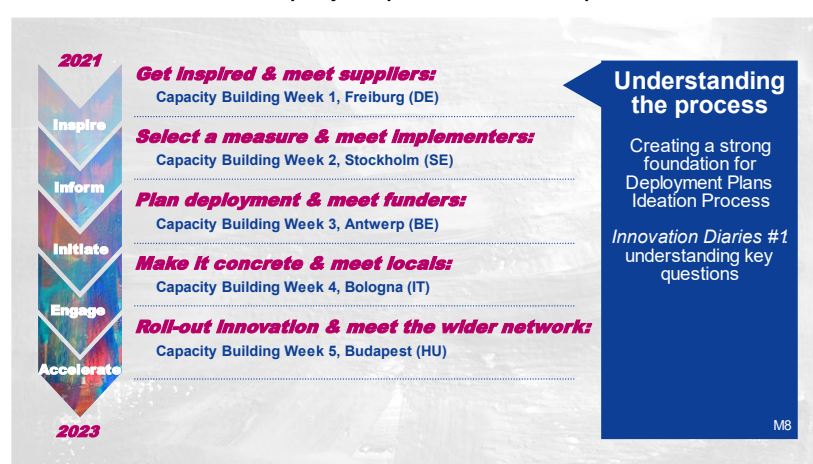 2021
Inspire
Inform
Initiate
Engage
Accelerate
2023
Get inspired & meet suppliers:
Capacity Building Week 1, Freiburg (DE)
Select a measure & meet implementers:
Capacity Building Week 2, Stockholm (SE)
Plan deployment & meet funders:
Capacity Building Week 3, Antwerp (BE)
Make it concrete & meet locals:
Capacity Building Week 4, Bologna (IT)
Roll-out innovation & meet the wider network:
Capacity Building Week 5, Budapest (HU)
Understanding
the process
Creating a strong
foundation for
Deployment Plans
Ideation Process
Innovation Diaries #1
understanding key
questions
M8